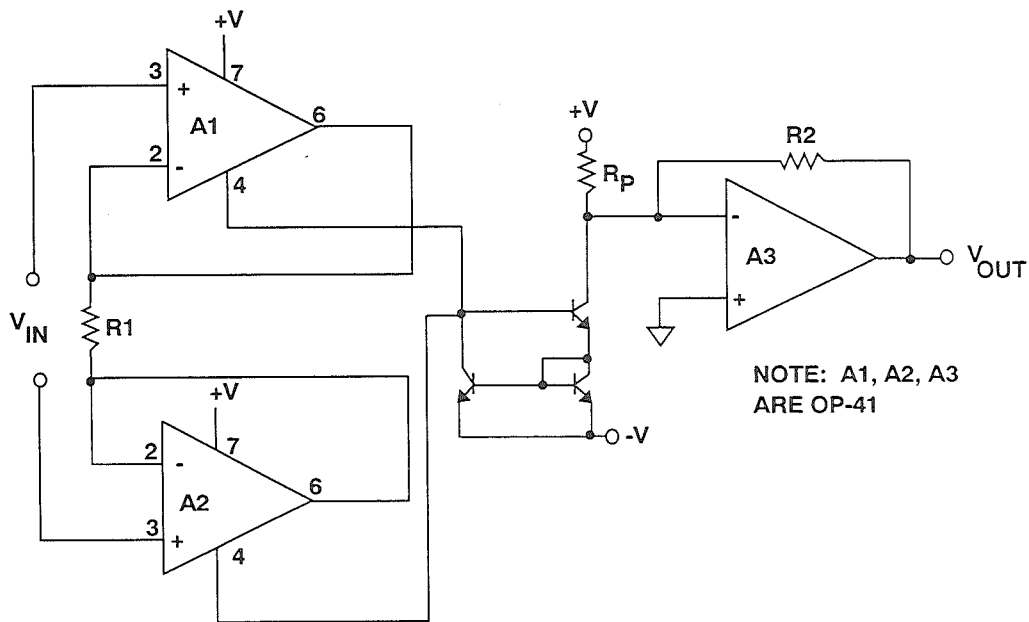 +V
3
7
+
A1
6
2
-
4
V IN
R1
+V
2
7
-
A2
6
3
+
4
+V
RP
R2
-
A3
+
VOUT
-V
NOTE: A1, A2, A3
ARE OP-41